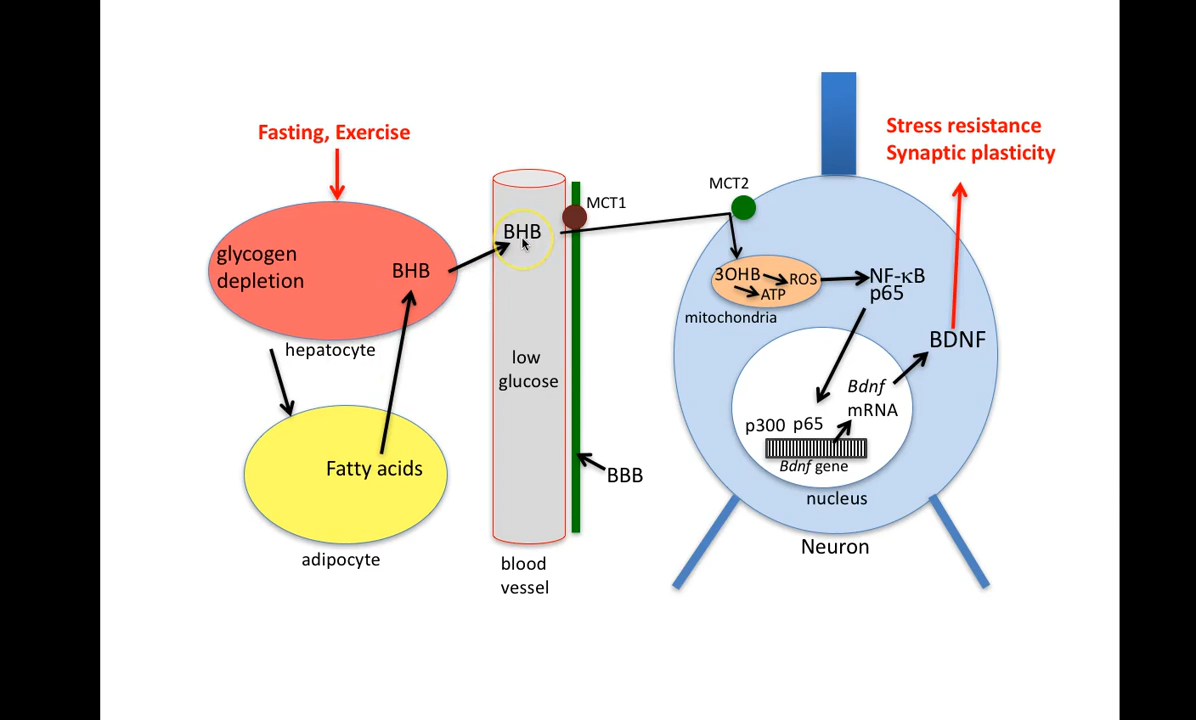 Fasting, Exercise
glycogen
depletion
BHB
hepatocyte
Fatty acids
adipocyte
BHB
low
glucose
blood
vessel
MCT1
BBB
MCT2
3OHB
ROS
ATP
mitochondria
NF-κB
p65
Bdnf
mRNA
p300 p65
Bdnf gene
nucleus
Neuron
BDNF
Stress resistance
Synaptic plasticity